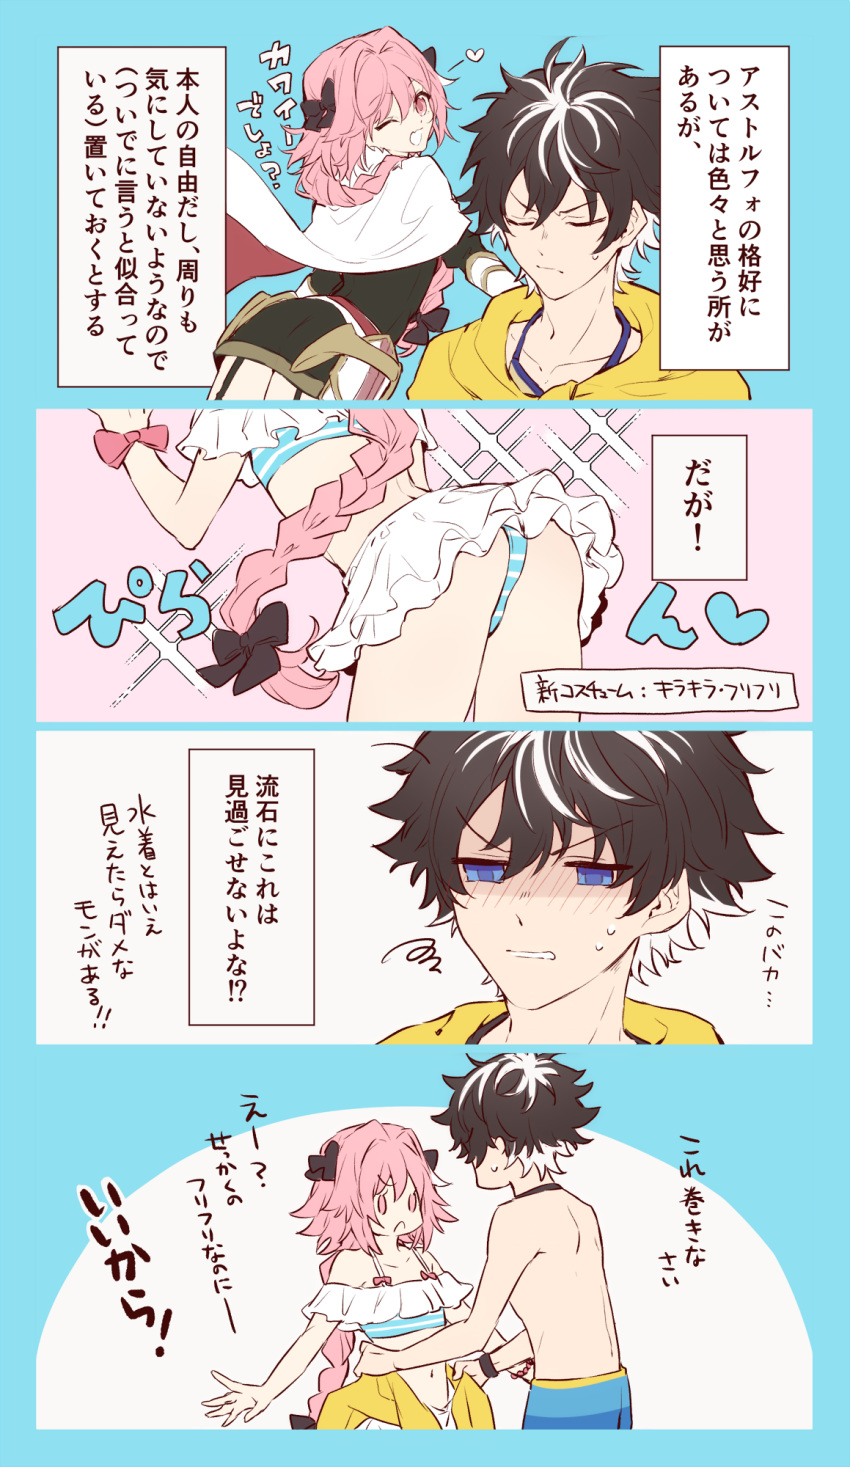 アストルフォの格好に
ついては色々と思う所が
あるが、
カワイー
でしょ?
本人の自由だし、周りも
気にしていないようなので
(ついでに言うと似合って
いる)置いておくとする
だが!
ぴらん♥
新コスチューム:キラキラ・フリフリ
このバカ…
流石にこれは
見過ごせないよな!?
水着とはいえ
見えたらダメな
モンがある!!
これ巻きな
さい
えー?
せっかくの
フリフリなのにー
いいから!